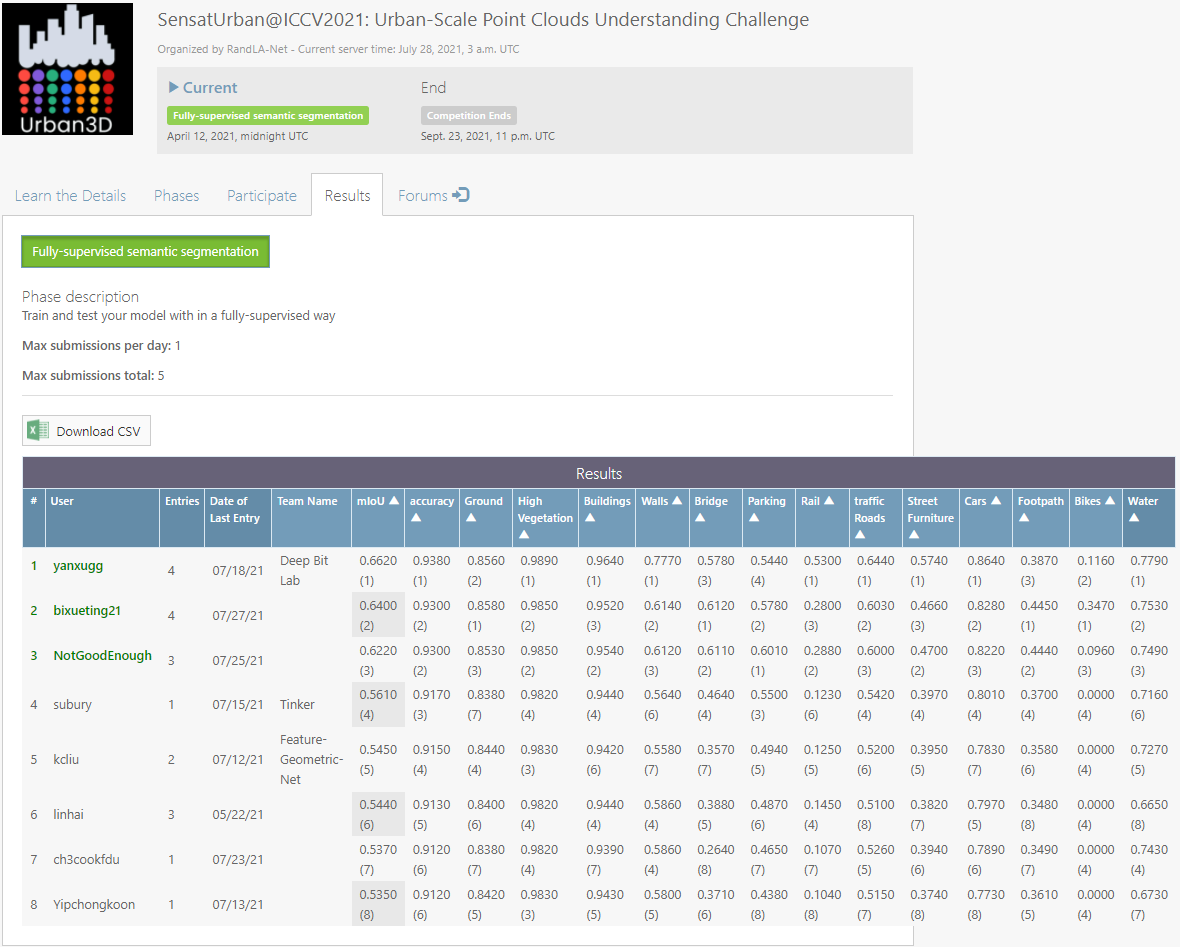 SensatUrban@ICCV2021: Urban-Scale Point Clouds Understanding Challenge
Organized by RandLA-Net - Current server time: July 28, 2021, 3 a.m. UTC
Urban3D
Current End
Fully-supervised semantic segmentation Competition Ends
April 12, 2021, midnight UTC Sept. 23, 2021, 11 p.m. UTC
Learn the Details Phases Participate Results Forums
Fully-supervised semantic segmentation
Phase description
Train and test your model with in a fully-supervised way
Max submissions per day: 1
Max submissions total: 5
Download CSV
Results
# User Entries Date of Last Entry Team Name mIoU ▲ accuracy ▲ Ground ▲ High Vegetation ▲ Buildings ▲ Walls ▲ Bridge ▲ Parking ▲ Rail ▲ traffic Roads ▲ Street Furniture ▲ Cars ▲ Footpath ▲ Bikes ▲ Water ▲
1 yanxugg 4 07/18/21 Deep Bit Lab 0.6620 (1) 0.9380 (1) 0.8560 (2) 0.9890 (1) 0.9640 (1) 0.7770 (1) 0.5780 (3) 0.5440 (4) 0.5300 (1) 0.6440 (1) 0.5740 (1) 0.8640 (1) 0.3870 (3) 0.1160 (2) 0.7790 (1)
2 bixueting21 4 07/27/21 0.6400 (2) 0.9300 (2) 0.8580 (1) 0.9850 (2) 0.9520 (3) 0.6140 (2) 0.6120 (1) 0.5780 (2) 0.2800 (3) 0.6030 (2) 0.4660 (3) 0.8280 (2) 0.4450 (1) 0.3470 (1) 0.7530 (2)
3 NotGoodEnough 3 07/25/21 0.6220 (3) 0.9300 (2) 0.8530 (3) 0.9850 (2) 0.9540 (2) 0.6120 (3) 0.6110 (2) 0.6010 (1) 0.2880 (2) 0.6000 (3) 0.4700 (2) 0.8220 (3) 0.4440 (2) 0.0960 (3) 0.7490 (3)
4 subury 1 07/15/21 Tinker 0.5610 (4) 0.9170 (3) 0.8380 (7) 0.9820 (4) 0.9440 (4) 0.5640 (6) 0.4640 (4) 0.5500 (3) 0.1230 (6) 0.5420 (4) 0.3970 (4) 0.8010 (4) 0.3700 (4) 0.0000 (4) 0.7160 (6)
5 kcliu 2 07/12/21 Feature-Geometric-Net 0.5450 (5) 0.9150 (4) 0.8440 (4) 0.9830 (3) 0.9420 (6) 0.5580 (7) 0.3570 (7) 0.4940 (5) 0.1250 (5) 0.5200 (6) 0.3950 (5) 0.7830 (7) 0.3580 (6) 0.0000 (4) 0.7270 (5)
6 linhai 3 05/22/21 0.5440 (6) 0.9130 (5) 0.8400 (6) 0.9820 (4) 0.9440 (4) 0.5860 (4) 0.3880 (5) 0.4870 (6) 0.1450 (4) 0.5100 (8) 0.3820 (7) 0.7970 (5) 0.3480 (8) 0.0000 (4) 0.6650 (8)
7 ch3cookfdu 1 07/23/21 0.5370 (7) 0.9120 (6) 0.8380 (7) 0.9820 (4) 0.9390 (7) 0.5860 (4) 0.2640 (8) 0.4650 (7) 0.1070 (7) 0.5260 (5) 0.3940 (6) 0.7890 (6) 0.3490 (7) 0.0000 (4) 0.7430 (4)
8 Yipchongkoon 1 07/13/21 0.5350 (8) 0.9120 (6) 0.8420 (5) 0.9830 (3) 0.9430 (5) 0.5800 (5) 0.3710 (6) 0.4380 (8) 0.1040 (8) 0.5150 (7) 0.3740 (8) 0.7730 (8) 0.3610 (5) 0.0000 (4) 0.6730 (7)